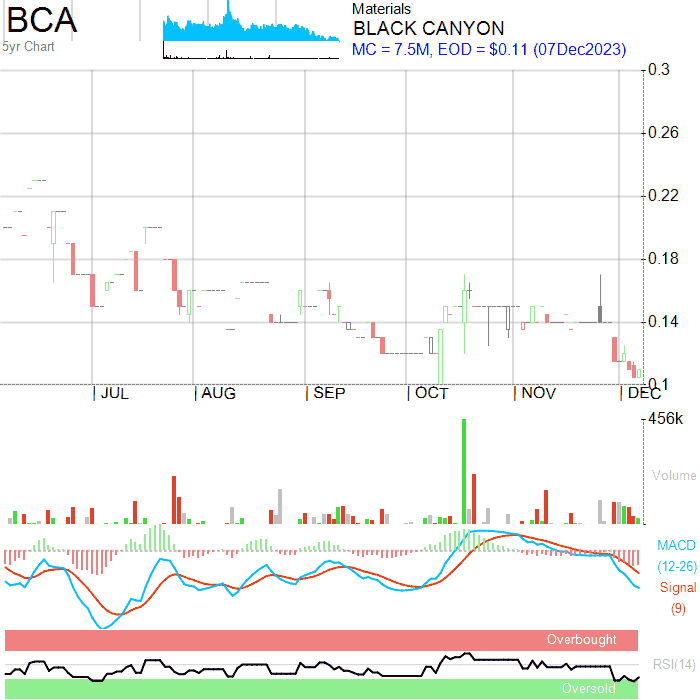 BCA
5yr Chart
Materials
BLACK CANYON
MC = 7.5M, EOD = $0.11 (07Dec2023)
0.3
0.26
0.22
0.18
0.14
0.1
JUL AUG SEP OCT NOV DEC
456k
Volume
MACD
(12-26)
Signal
(9)
Overbought
RSI(14)
Oversold